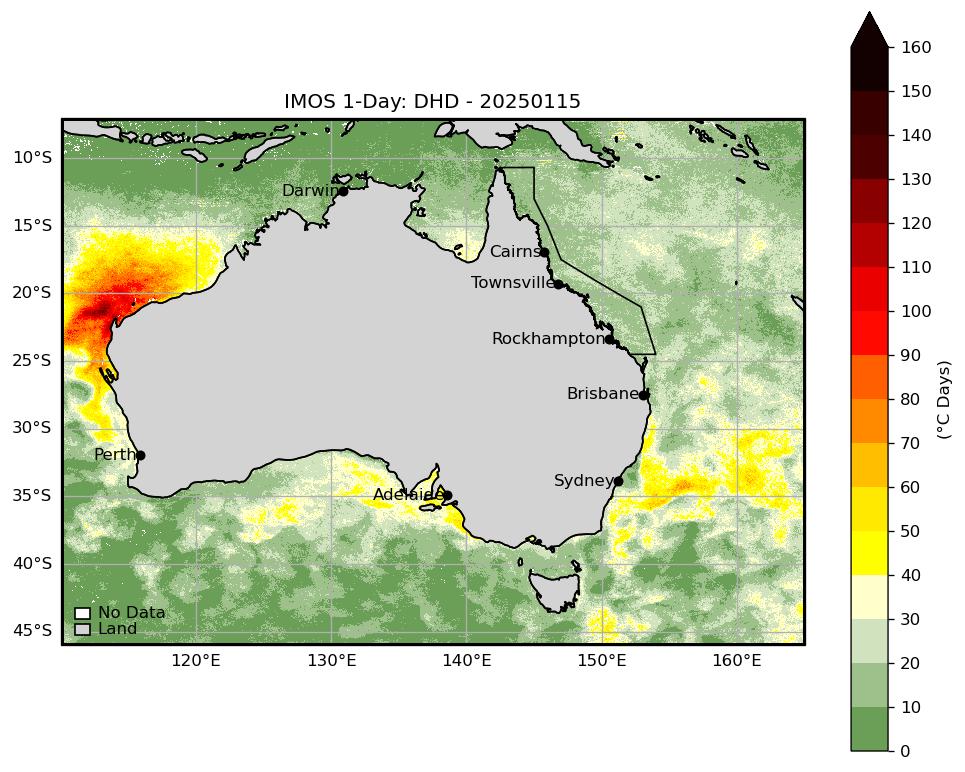 IMOS 1-Day: DHD - 20250115
10°S
15°S
20°S
25°S
30°S
35°S
40°S
45°S
Darwin
Cairns
Townsville
Rockhampton
Brisbane
Perth
Sydney
Adelaide
No Data
Land
120°E
130°E
140°E
150°E
160°E
160
150
140
130
120
110
100
90
80
70
60
50
40
30
20
10
0
(°C Days)